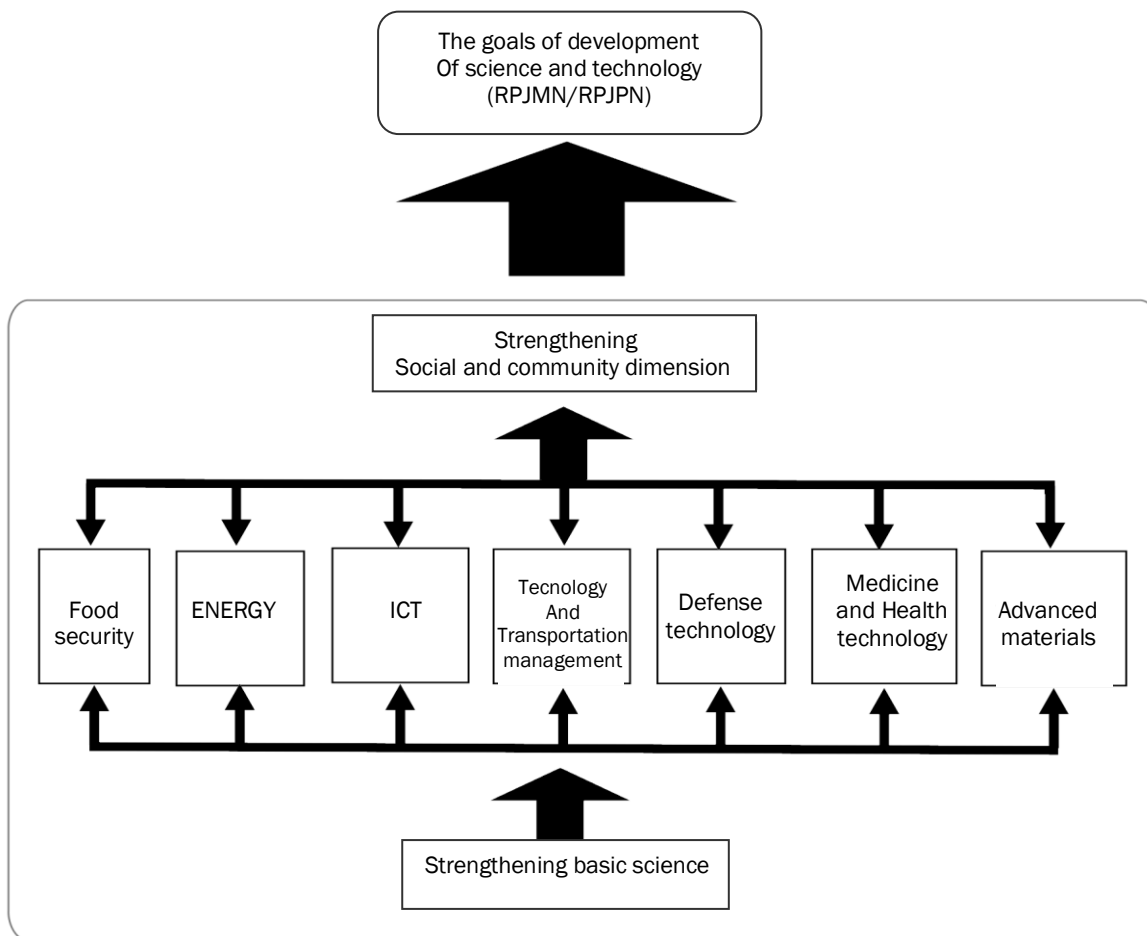 The goals of development
Of science and technology
(RPJMN/RPJPN)
Strengthening
Social and community dimension
Food
security
ENERGY
ICT
Tecnology
And
Transportation
management
Defense
technology
Medicine
and Health
technology
Advanced
materials
Strengthening basic science